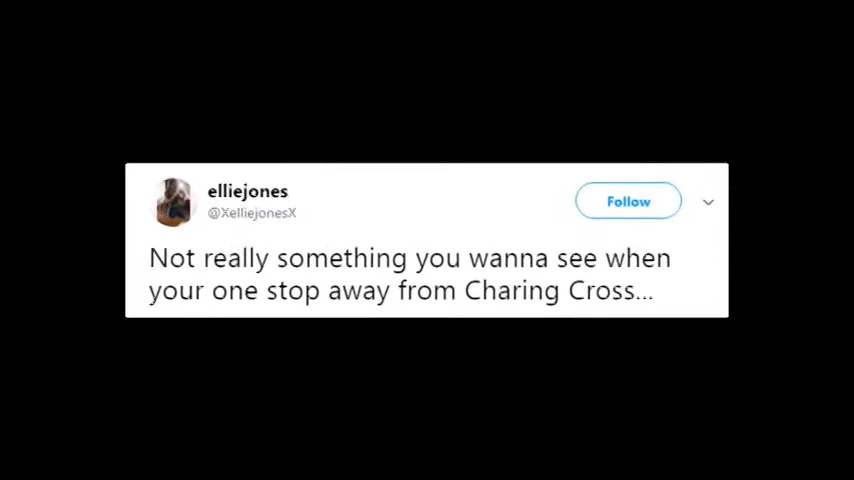 elliejones
@XelliejonesX
Follow
Not really something you wanna see when
your one stop away from Charing Cross...